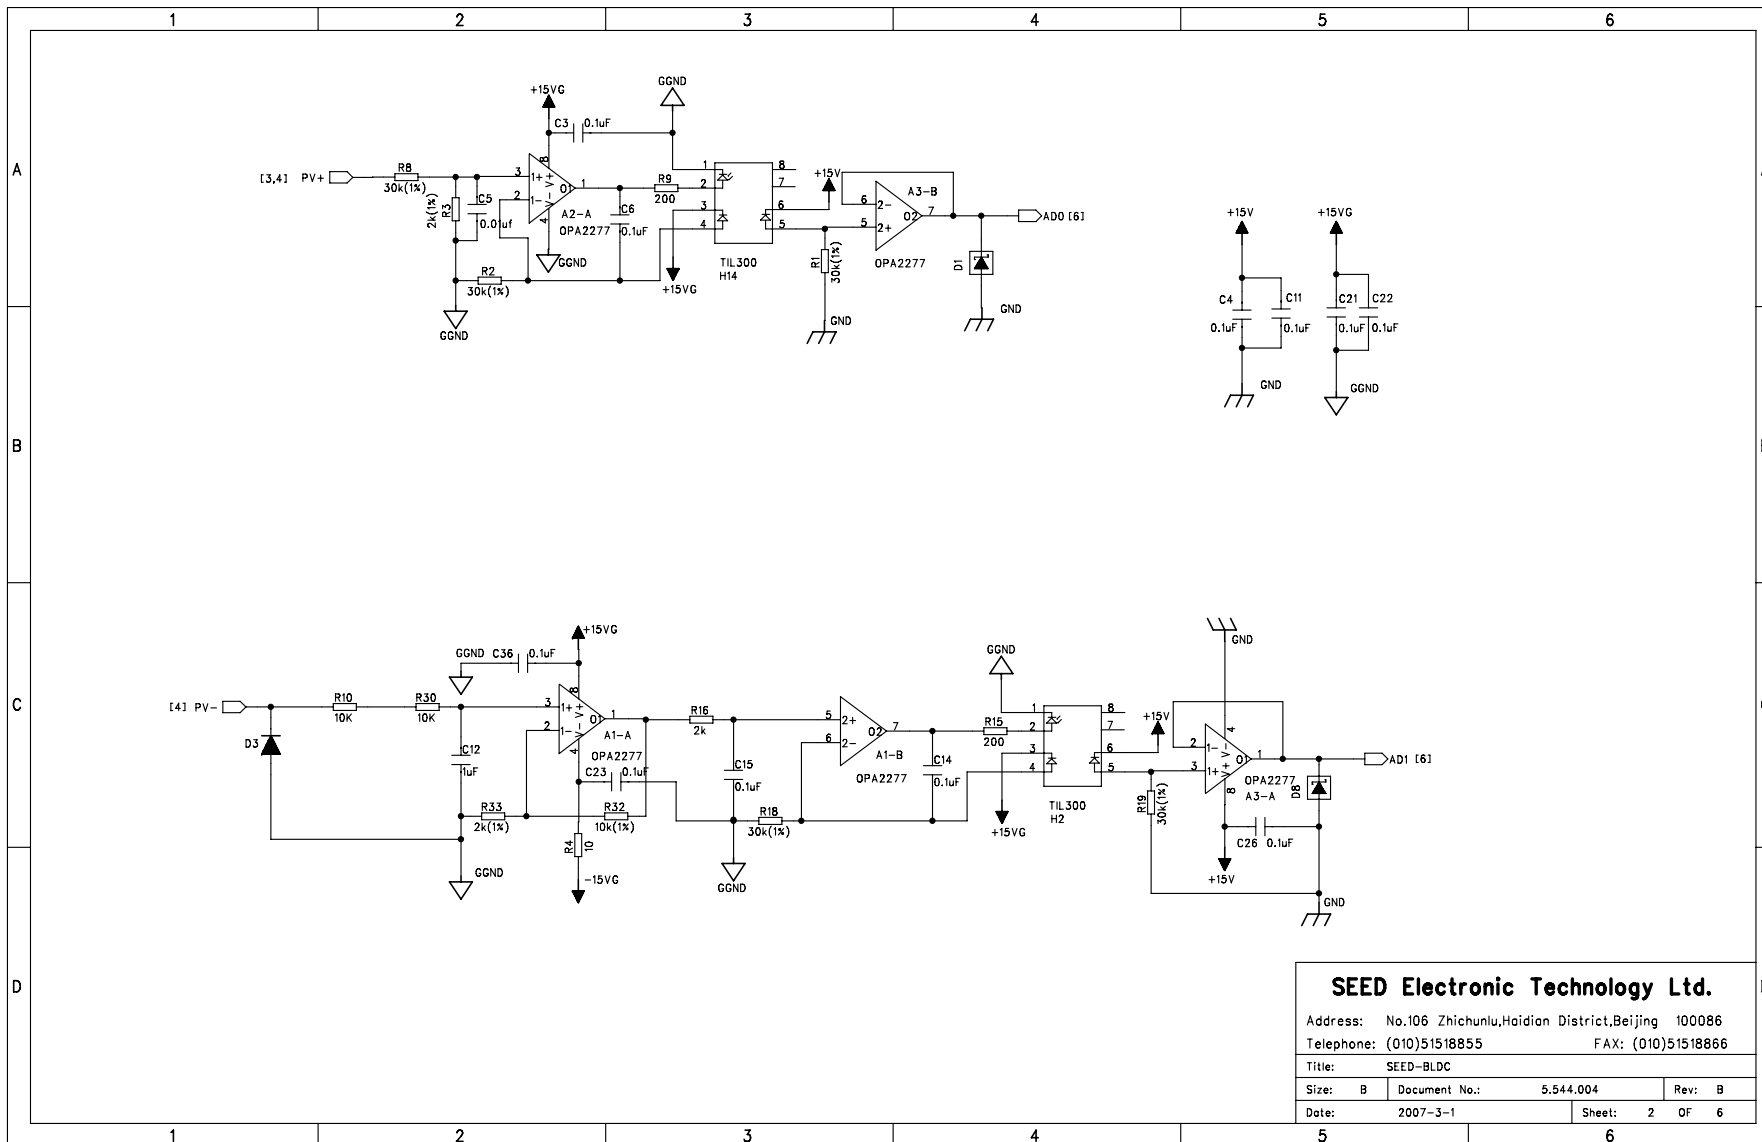 1 2 3 4 5 6
A
B
C
D
+15VG
GGND
C3 0.1uF
[3,4] PV+
R8
30k(1%)
R3
2k(1%)
C5
0.01uf
3 1+
2 1-
8
V+
V-
4
O1 1
A2-A
OPA2277
GGND
R2
30k(1%)
GGND
C6
0.1uF
R9
200
1
2
3
4
8
7
6
5
TIL300
H14
+15VG
+15V
R1
30k(1%)
GND
A3-B
6 2-
5 2+
O2 7
OPA2277
D1
GND
AD0 [6]
+15V
C4
0.1uF
C11
0.1uF
GND
+15VG
C21
0.1uF
C22
0.1uF
GGND
[4] PV-
D3
R10
10K
R30
10K
GGND C36 0.1uF
+15VG
3 1+
2 1-
8
V+
V-
4
O1 1
A1-A
OPA2277
C12
1uF
R33
2k(1%)
GGND
C23 0.1uF
R32
10k(1%)
R4
10
-15VG
R16
2k
C15
0.1uF
R18
30k(1%)
GGND
5 2+
6 2-
O2 7
A1-B
OPA2277
C14
0.1uF
R15
200
GGND
1
2
3
4
8
7
6
5
TIL300
H2
+15VG
+15V
R19
30k(1%)
GND
4
2 1-
3 1+
V-
V+
8
O1 1
OPA2277
A3-A
D8
C26 0.1uF
+15V
GND
AD1 [6]
SEED Electronic Technology Ltd.
Address: No.106 Zhichunlu,Haidian District,Beijing 100086
Telephone: (010)51518855 FAX: (010)51518866
Title: SEED-BLDC
Size: B Document No.: 5.544.004 Rev: B
Date: 2007-3-1 Sheet: 2 OF 6
1 2 3 4 5 6